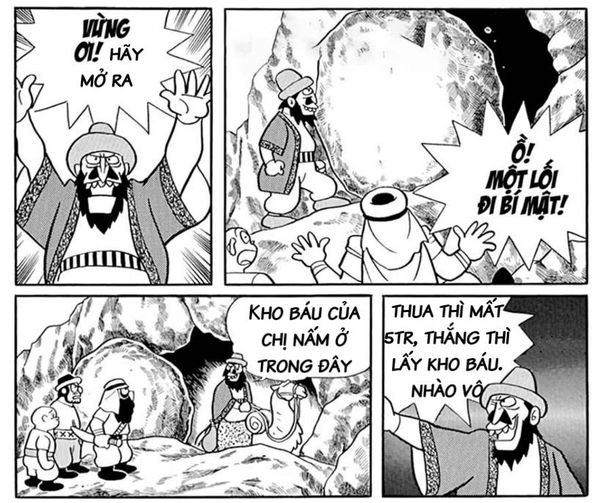 VỪNG
ƠI! HÃY
MỞ RA
Ồ!
MỘT LỐI
ĐI BÍ MẬT!
KHO BÁU CỦA
CHỊ NẤM Ở
TRONG ĐÂY
THUA THÌ MẤT
5TR, THẮNG THÌ
LẤY KHO BÁU.
NHÀO VÔ